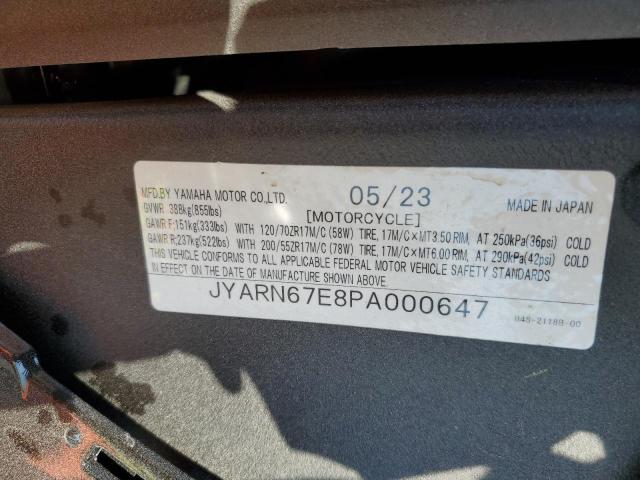 MFD.BY YAMAHA MOTOR CO.,LTD. 05/23 MADE IN JAPAN
GVWR 388kg(855lbs) [MOTORCYCLE]
GAWR F;151kg(333lbs) WITH 120/70ZR17M/C (58W) TIRE, 17M/C×MT3.50 RIM, AT 250kPa(36psi) COLD
GAWR R;237kg(522lbs) WITH 200/55ZR17M/C (78W) TIRE, 17M/C×MT6.00 RIM, AT 290kPa(42psi) COLD
THIS VEHICLE CONFORMS TO ALL APPLICABLE FEDERAL MOTOR VEHICLE SAFETY STANDARDS
IN EFFECT ON THE DATE OF MANUFACTURE SHOWN ABOVE.
JYARN67E8PA000647
B4S-2118B-00